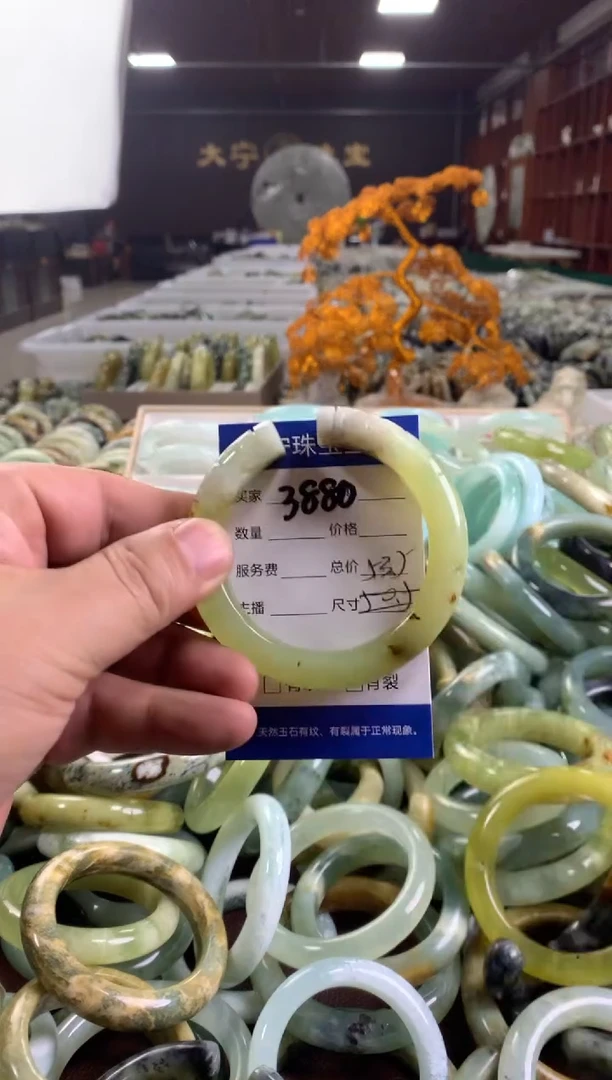 大宁
宝
宁珠宝
买家 3880
数量 价格
服务费 总价
主播 尺寸
有裂
天然玉石有纹、有裂属于正常现象。